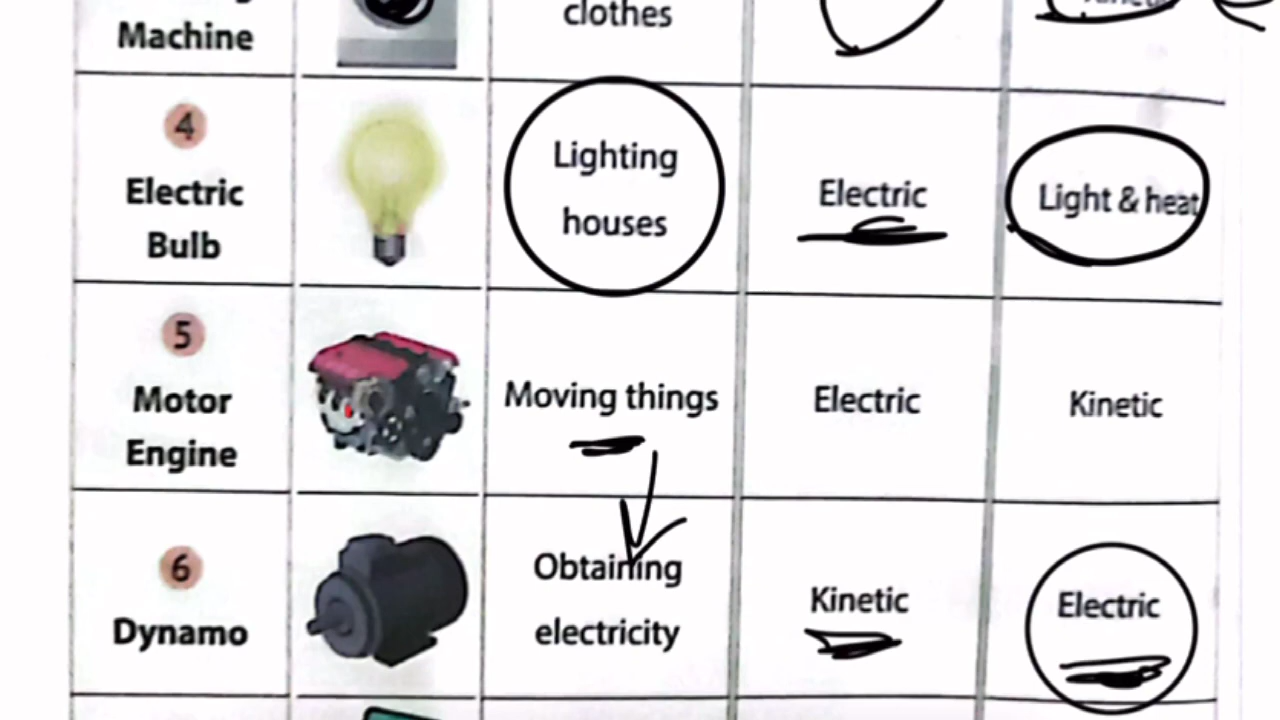 Machine
clothes
4
Electric
Bulb
Lighting
houses
Electric
Light & heat
5
Motor
Engine
Moving things
Electric
Kinetic
6
Dynamo
Obtaining
electricity
Kinetic
Electric